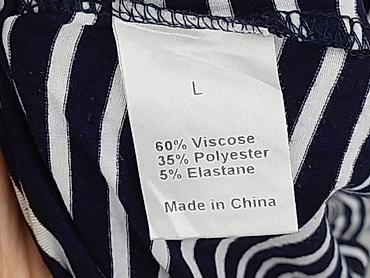 L
60% Viscose
35% Polyester
5% Elastane
Made in China